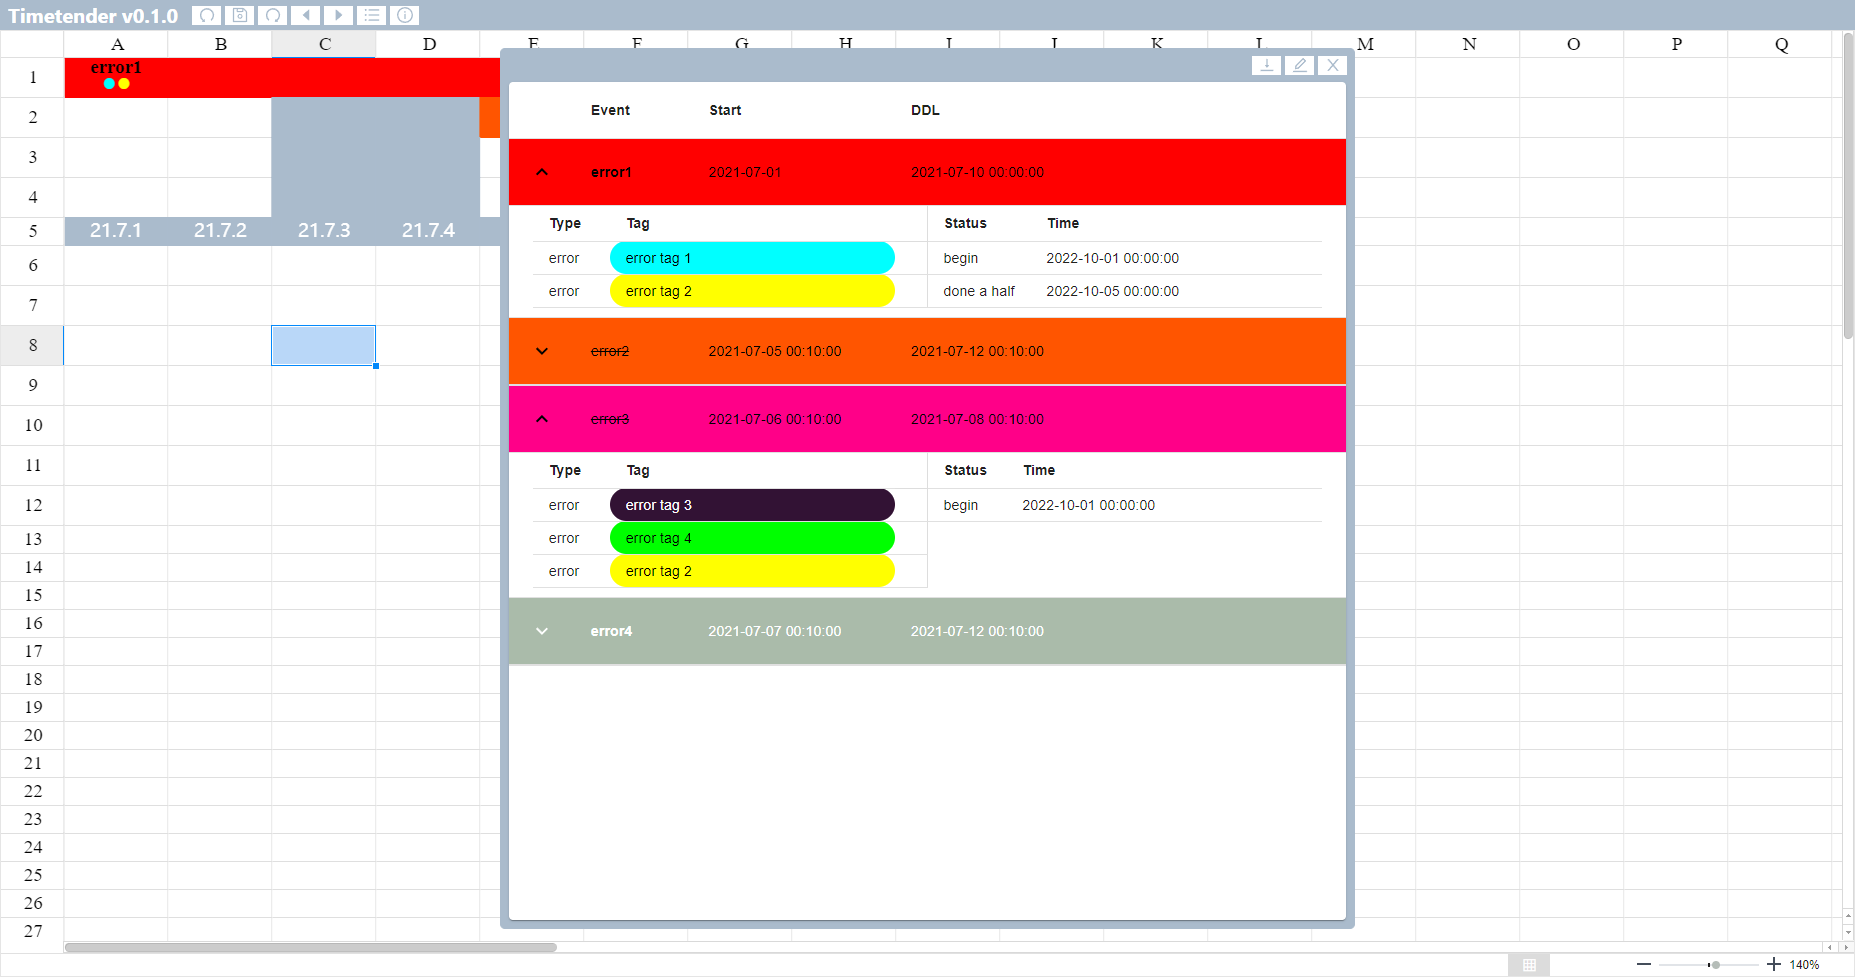 Timetender v0.1.0
A B C D E F G H I J K L M N O P Q
1 error1
2
3
4
5 21.7.1 21.7.2 21.7.3 21.7.4
6
7
8
9
10
11
12
13
14
15
16
17
18
19
20
21
22
23
24
25
26
27
Event Start DDL
error1 2021-07-01 2021-07-10 00:00:00
Type Tag Status Time
error error tag 1 begin 2022-10-01 00:00:00
error error tag 2 done a half 2022-10-05 00:00:00
error2 2021-07-05 00:10:00 2021-07-12 00:10:00
error3 2021-07-06 00:10:00 2021-07-08 00:10:00
Type Tag Status Time
error error tag 3 begin 2022-10-01 00:00:00
error error tag 4
error error tag 2
error4 2021-07-07 00:10:00 2021-07-12 00:10:00
140%